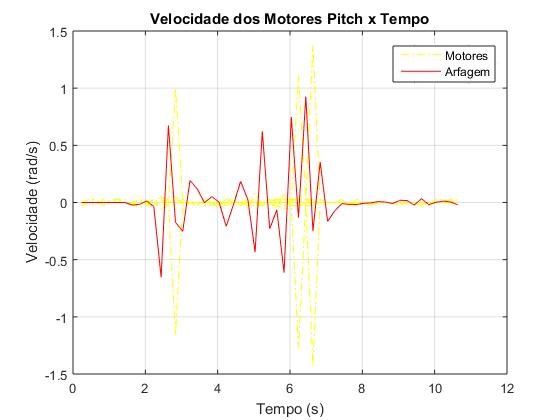 Velocidade dos Motores Pitch x Tempo
Motores
Arfagem
1.5
1
0.5
0
-0.5
-1
-1.5
Velocidade (rad/s)
0 2 4 6 8 10 12
Tempo (s)